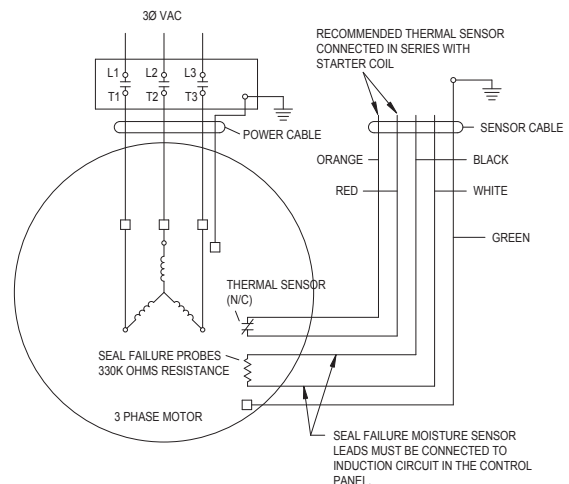 3Ø VAC
L1
L2
L3
T1
T2
T3
POWER CABLE
RECOMMENDED THERMAL SENSOR
CONNECTED IN SERIES WITH
STARTER COIL
SENSOR CABLE
ORANGE
BLACK
RED
WHITE
GREEN
THERMAL SENSOR
(N/C)
SEAL FAILURE PROBES
330K OHMS RESISTANCE
3 PHASE MOTOR
SEAL FAILURE MOISTURE SENSOR
LEADS MUST BE CONNECTED TO
INDUCTION CIRCUIT IN THE CONTROL
PANEL.